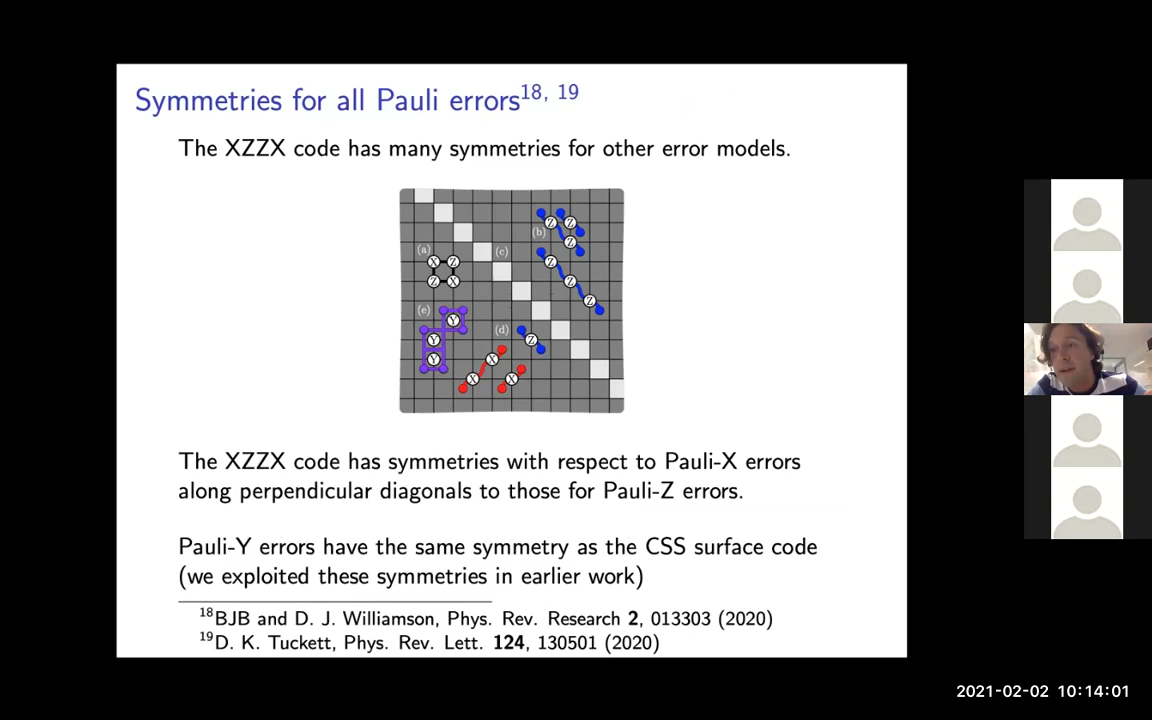 Symmetries for all Pauli errors18, 19
The XZZX code has many symmetries for other error models.
(a)
X Z
Z X
(b)
Z Z
Z
(c)
Z
Z
Z
(e)
Y
Y
Y
(d)
Z
X
X X
The XZZX code has symmetries with respect to Pauli-X errors
along perpendicular diagonals to those for Pauli-Z errors.
Pauli-Y errors have the same symmetry as the CSS surface code
(we exploited these symmetries in earlier work)
18BJB and D. J. Williamson, Phys. Rev. Research 2, 013303 (2020)
19D. K. Tuckett, Phys. Rev. Lett. 124, 130501 (2020)
2021-02-02 10:14:01